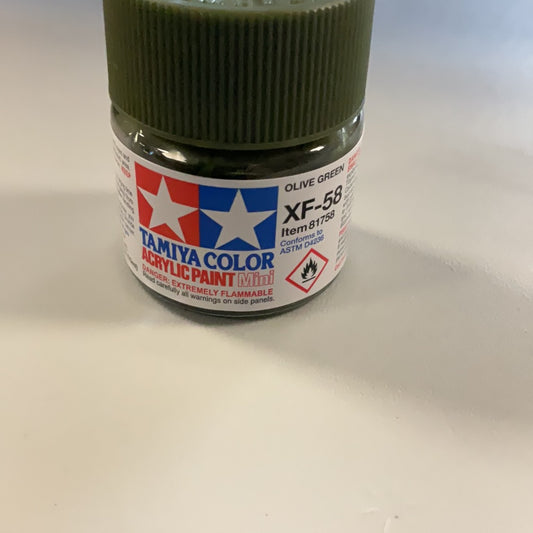 OLIVE GREEN
XF-58
Item 81758
Conforms to
ASTM D4236
TAMIYA COLOR
ACRYLIC PAINT Mini
DANGER: EXTREMELY FLAMMABLE
Read carefully all warnings on side panels.